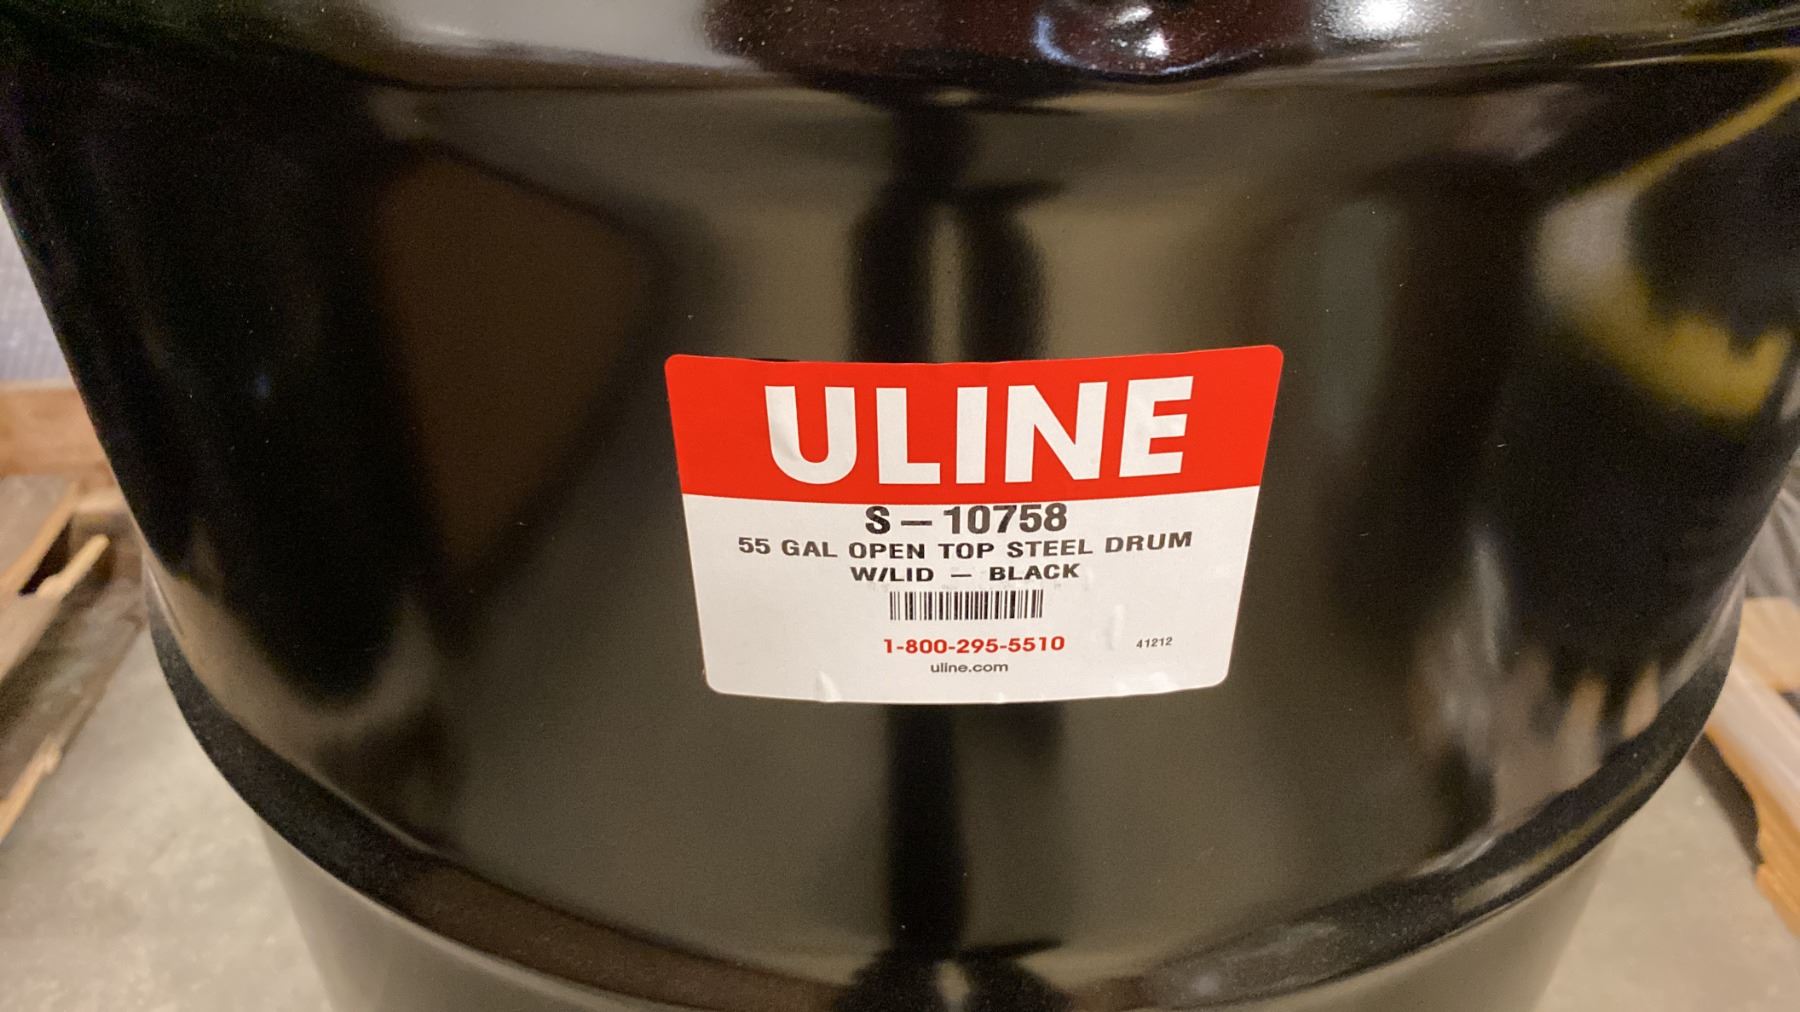 ULINE
S – 10758
55 GAL OPEN TOP STEEL DRUM
W/LID – BLACK
1-800-295-5510
41212
uline.com